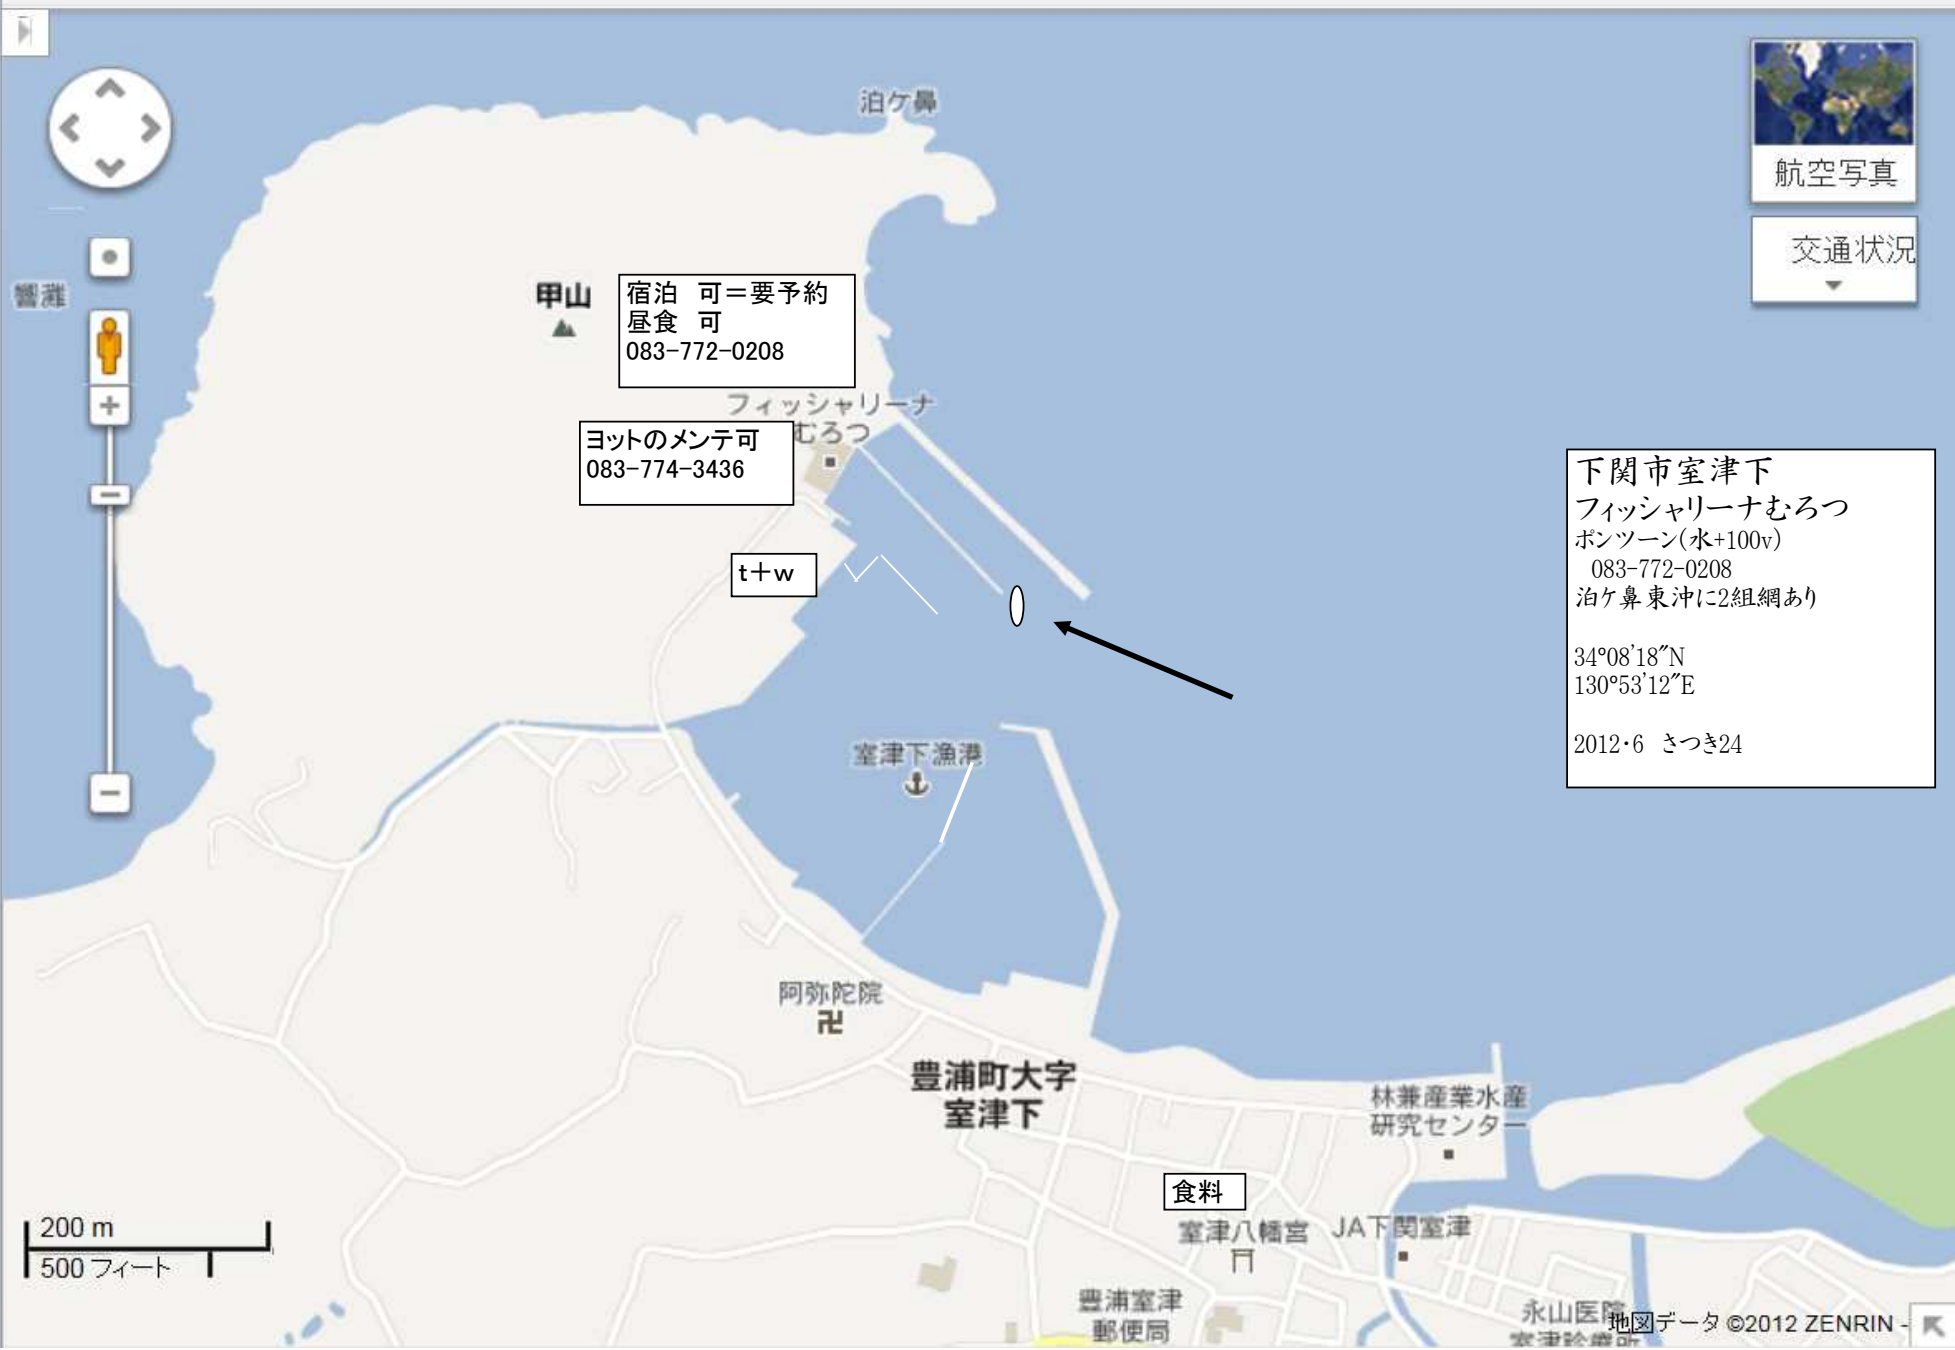 泊ケ鼻
航空写真
交通状況
響灘
甲山
宿泊　可＝要予約
昼食　可
083-772-0208
フィッシャリーナ
むろつ
ヨットのメンテ可
083-774-3436
下関市室津下
フィッシャリーナむろつ
ポンツーン(水+100v)
083-772-0208
泊ケ鼻東沖に2組網あり
34°08'18"N
130°53'12"E
2012・6　さつき24
t＋w
室津下漁港
阿弥陀院
豊浦町大字
室津下
林兼産業水産
研究センター
食料
室津八幡宮
JA下関室津
200 m
500 フィート
豊浦室津
郵便局
永山医院
室津診療所
地図データ ©2012 ZENRIN -